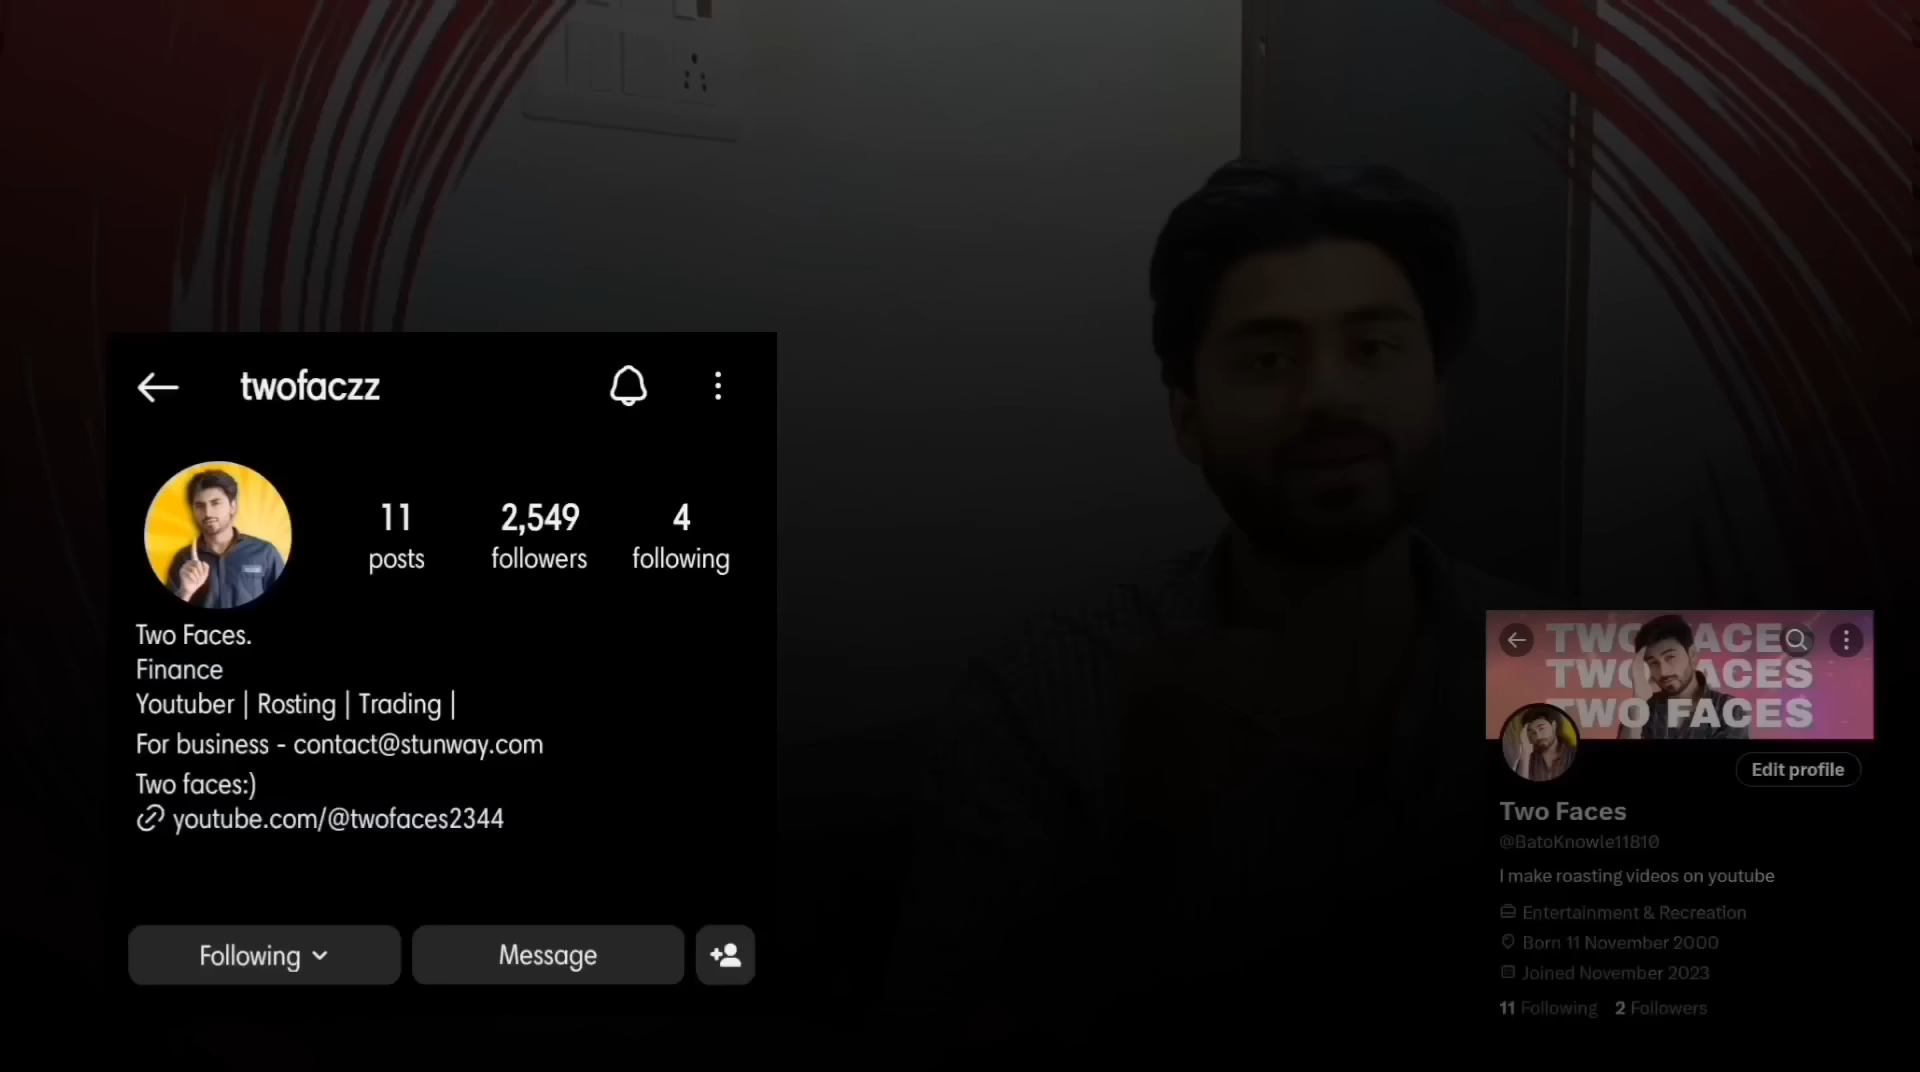 twofaczz
11 2,549 4
posts followers following
Two Faces.
Finance
Youtuber | Rosting | Trading |
For business - contact@stunway.com
Two faces:)
youtube.com/@twofaces2344
Following Message
TWO FACES
Edit profile
Two Faces
@BatoKnowle11810
I make roasting videos on youtube
Entertainment & Recreation
Born 11 November 2000
Joined November 2023
11 Following 2 Followers